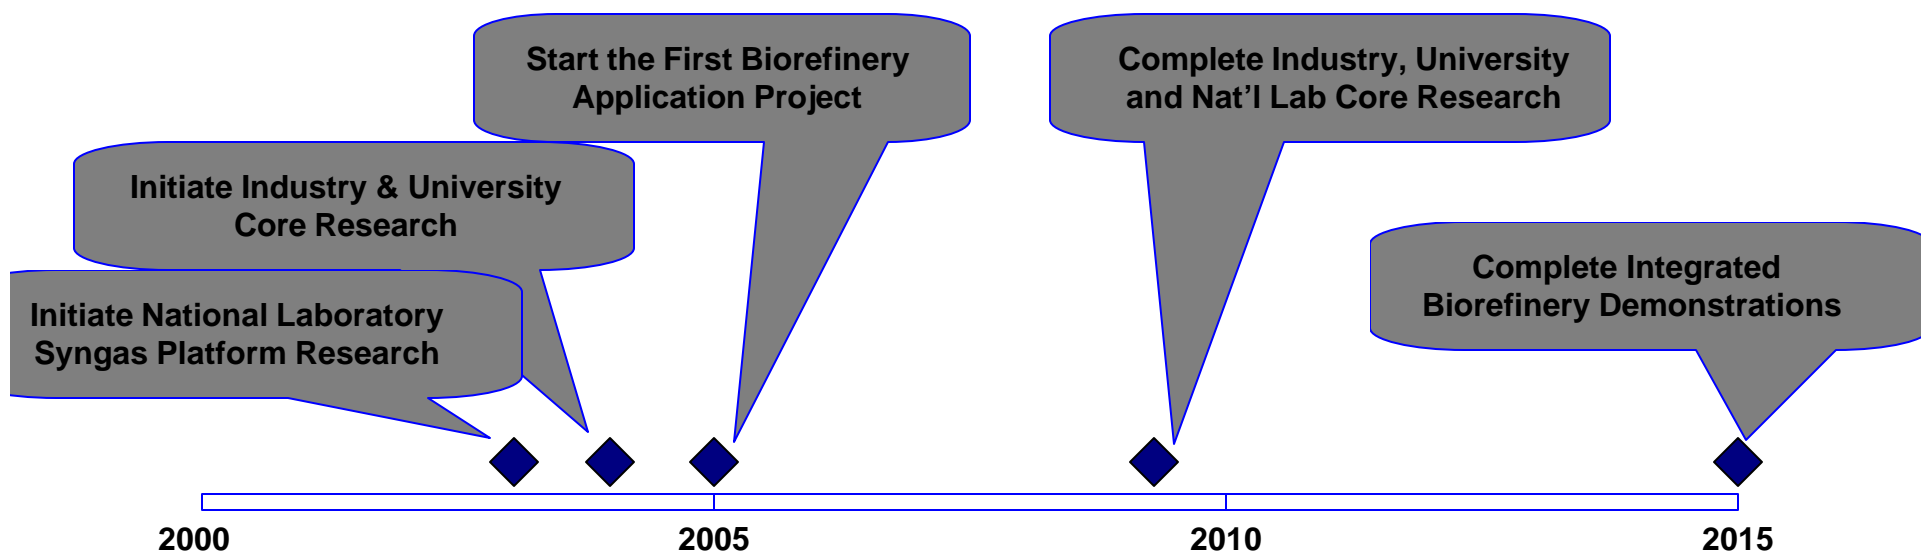 Start the First Biorefinery
Application Project
Complete Industry, University
and Nat'l Lab Core Research
Initiate Industry & University
Core Research
Complete Integrated
Biorefinery Demonstrations
Initiate National Laboratory
Syngas Platform Research
2000
2005
2010
2015